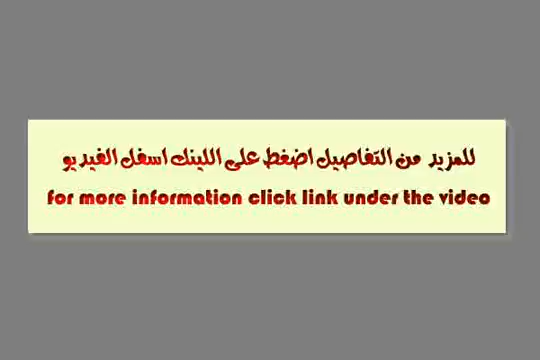 للمزيد من التفاصيل اضغط على اللينك اسفل الفيديو
for more information click link under the video